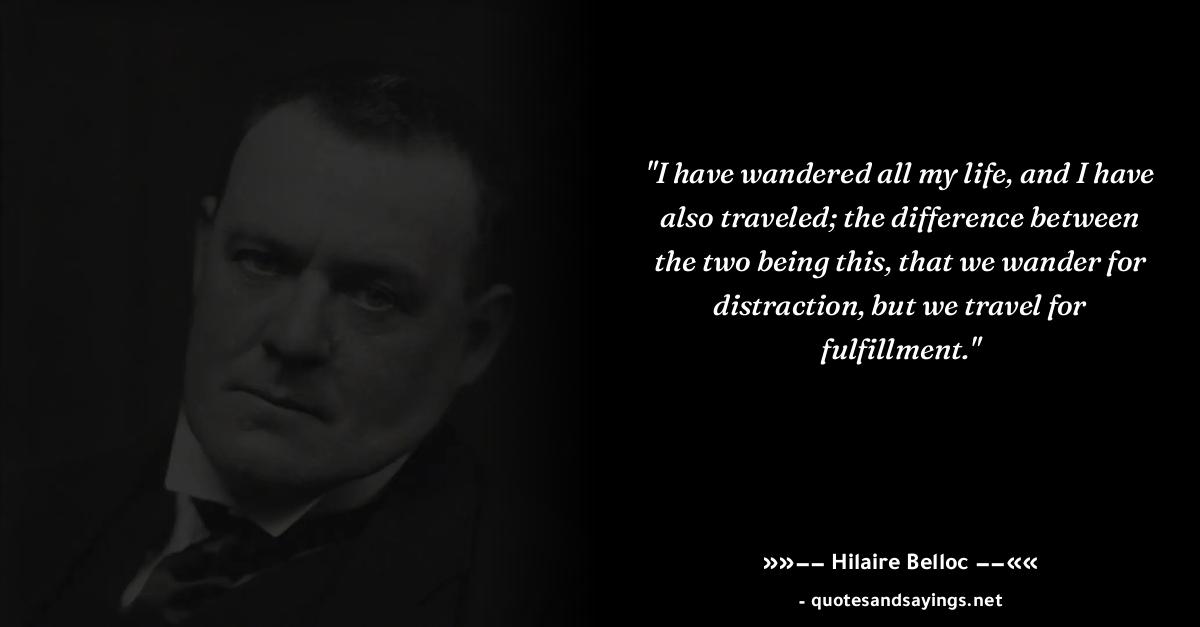 "I have wandered all my life, and I have
also traveled; the difference between
the two being this, that we wander for
distraction, but we travel for
fulfillment."
»»–– Hilaire Belloc ––««
- quotesandsayings.net